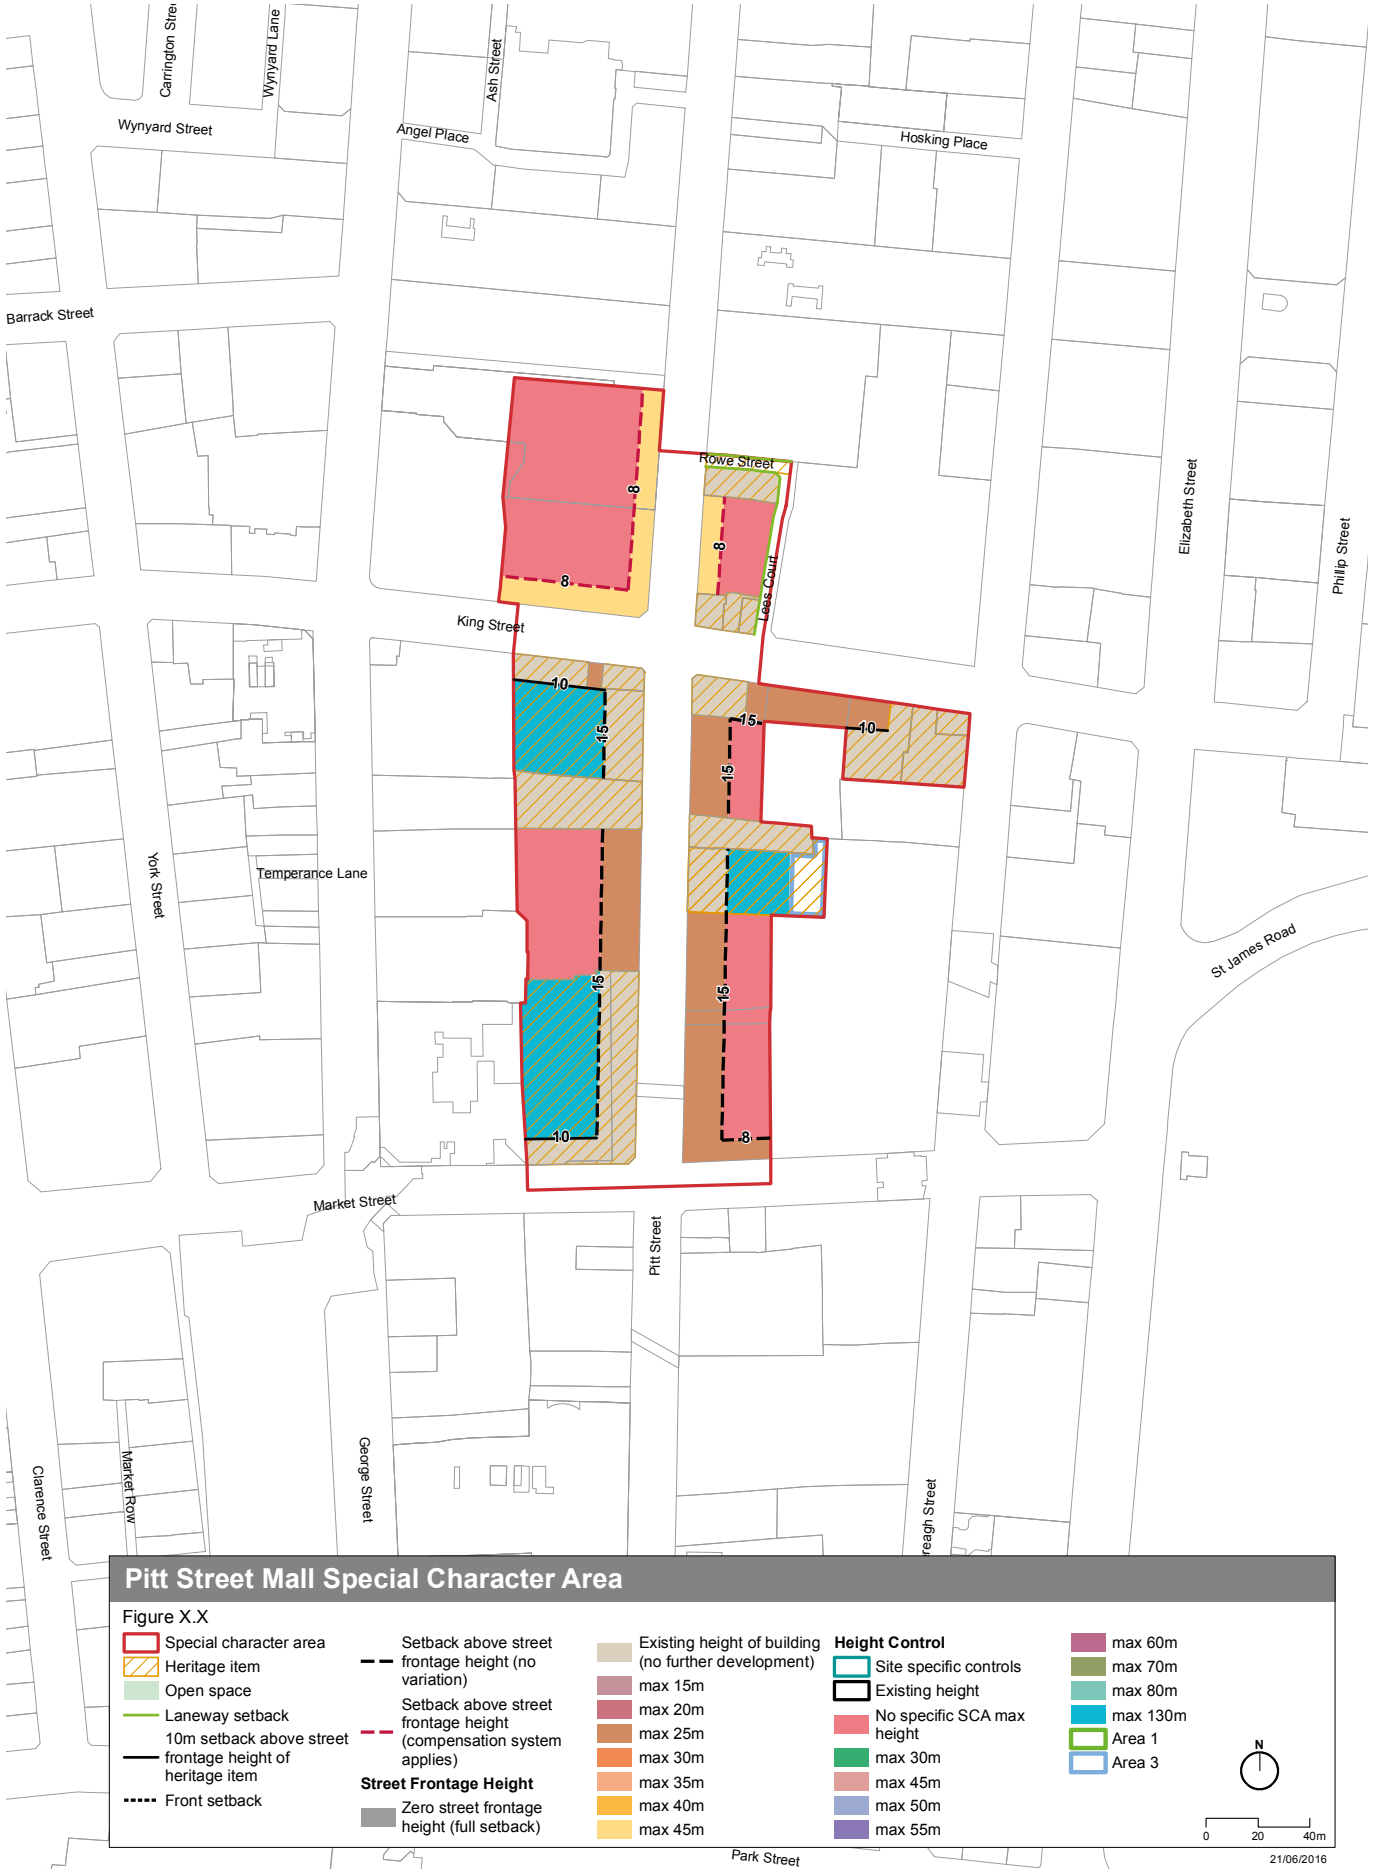 Carrington Stre
Wynyard Lane
Ash Street
Wynyard Street
Angel Place
Hosking Place
Barrack Street
Rowe Street
8
8
8
Lees Court
Elizabeth Street
Phillip Street
King Street
10
15
15
15
10
York Street
Temperance Lane
St James Road
15
15
10
8
Market Street
Pitt Street
Clarence Street
Market Row
George Street
reagh Street
Pitt Street Mall Special Character Area
Figure X.X
Special character area
Heritage item
Open space
Laneway setback
10m setback above street
frontage height of
heritage item
Front setback
Setback above street
frontage height (no
variation)
Setback above street
frontage height
(compensation system
applies)
Street Frontage Height
Zero street frontage
height (full setback)
Existing height of building
(no further development)
max 15m
max 20m
max 25m
max 30m
max 35m
max 40m
max 45m
Height Control
Site specific controls
Existing height
No specific SCA max
height
max 30m
max 45m
max 50m
max 55m
max 60m
max 70m
max 80m
max 130m
Area 1
Area 3
N
0 20 40m
21/06/2016
Park Street